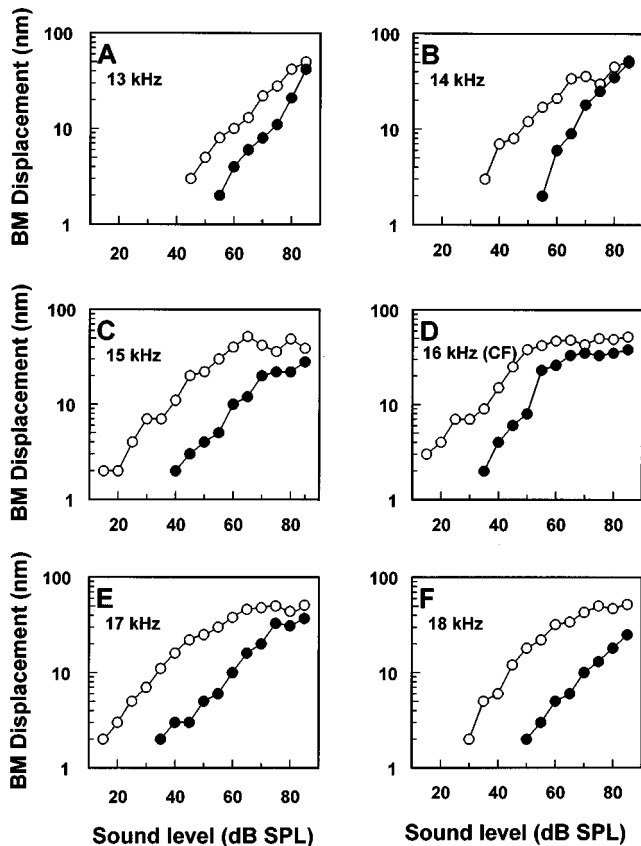 A
13 kHz
BM Displacement (nm)
100
10
1
20 40 60 80
B
14 kHz
100
10
1
20 40 60 80
C
15 kHz
BM Displacement (nm)
100
10
1
20 40 60 80
D
16 kHz (CF)
100
10
1
20 40 60 80
E
17 kHz
BM Displacement (nm)
100
10
1
20 40 60 80
Sound level (dB SPL)
F
18 kHz
100
10
1
20 40 60 80
Sound level (dB SPL)